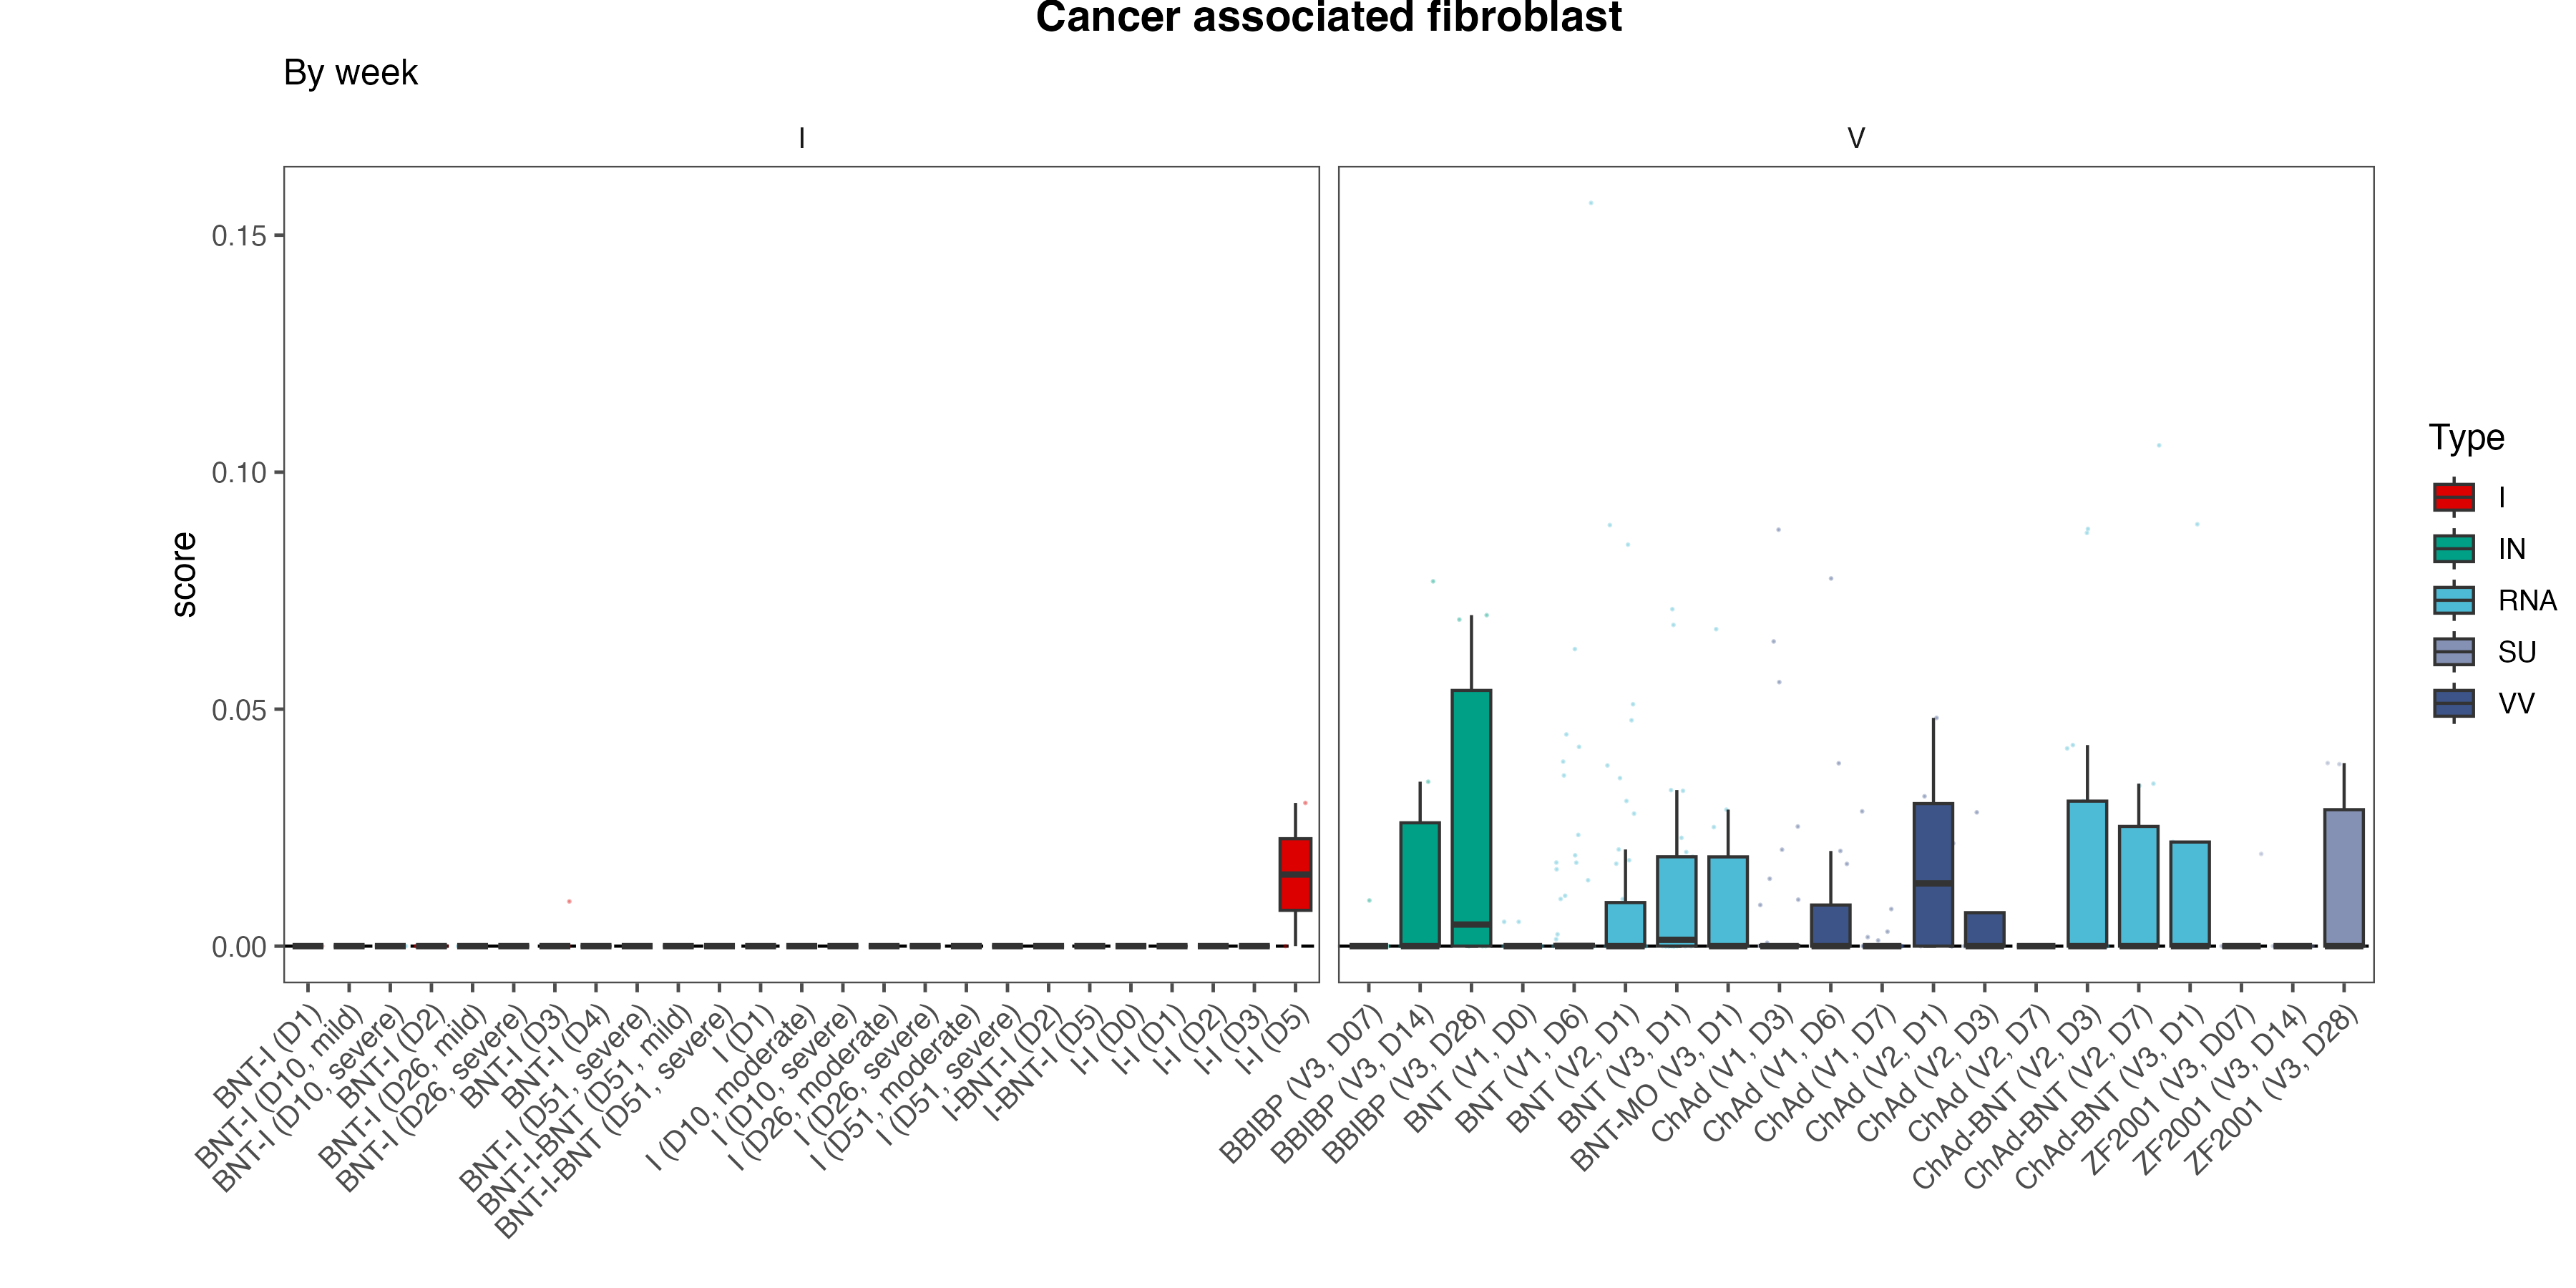 Cancer associated fibroblast
By week
I
V
0.15
0.10
0.05
0.00
score
BNT-I (D1)
BNT-I (D10, mild)
BNT-I (D10, severe)
BNT-I (D2)
BNT-I (D26, mild)
BNT-I (D26, severe)
BNT-I (D3)
BNT-I (D4)
BNT-I (D51, severe)
BNT-I-BNT (D51, mild)
BNT-I-BNT (D51, severe)
I (D1)
I (D10, moderate)
I (D10, severe)
I (D26, moderate)
I (D26, severe)
I (D51, moderate)
I (D51, severe)
I-BNT-I (D2)
I-BNT-I (D5)
I-I (D0)
I-I (D1)
I-I (D2)
I-I (D3)
I-I (D5)
BBIBP (V3, D07)
BBIBP (V3, D14)
BBIBP (V3, D28)
BNT (V1, D0)
BNT (V1, D6)
BNT (V2, D1)
BNT (V3, D1)
BNT-MO (V3, D1)
ChAd (V1, D3)
ChAd (V1, D6)
ChAd (V1, D7)
ChAd (V2, D1)
ChAd (V2, D3)
ChAd (V2, D7)
ChAd-BNT (V2, D3)
ChAd-BNT (V2, D7)
ChAd-BNT (V3, D1)
ZF2001 (V3, D07)
ZF2001 (V3, D14)
ZF2001 (V3, D28)
Type
I
IN
RNA
SU
VV